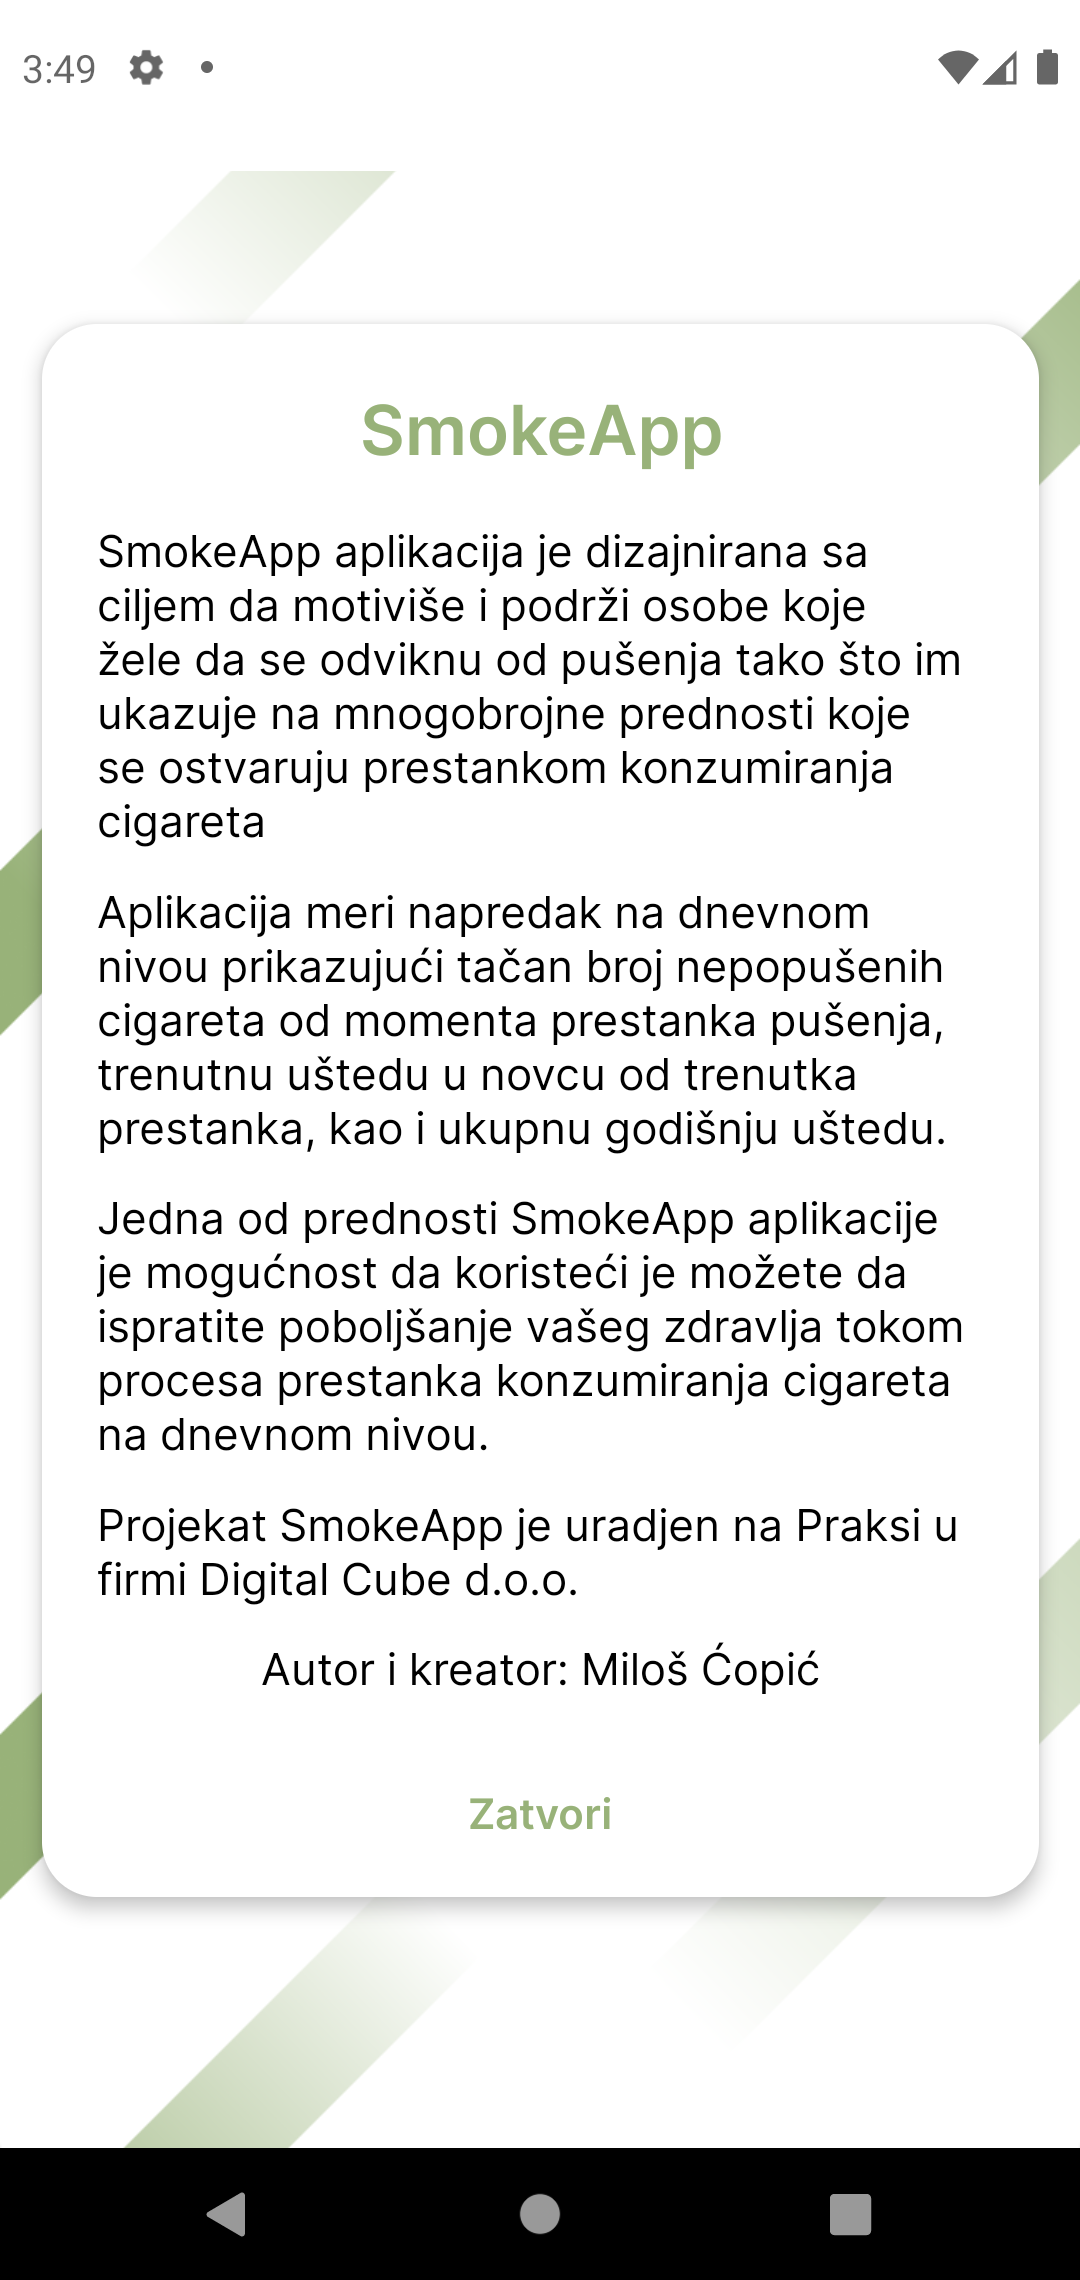 3:49
SmokeApp
SmokeApp aplikacija je dizajnirana sa
ciljem da motiviše i podrži osobe koje
žele da se odviknu od pušenja tako što im
ukazuje na mnogobrojne prednosti koje
se ostvaruju prestankom konzumiranja
cigareta
Aplikacija meri napredak na dnevnom
nivou prikazujući tačan broj nepopušenih
cigareta od momenta prestanka pušenja,
trenutnu uštedu u novcu od trenutka
prestanka, kao i ukupnu godišnju uštedu.
Jedna od prednosti SmokeApp aplikacije
je mogućnost da koristeći je možete da
ispratite poboljšanje vašeg zdravlja tokom
procesa prestanka konzumiranja cigareta
na dnevnom nivou.
Projekat SmokeApp je uradjen na Praksi u
firmi Digital Cube d.o.o.
Autor i kreator: Miloš Ćopić
Zatvori